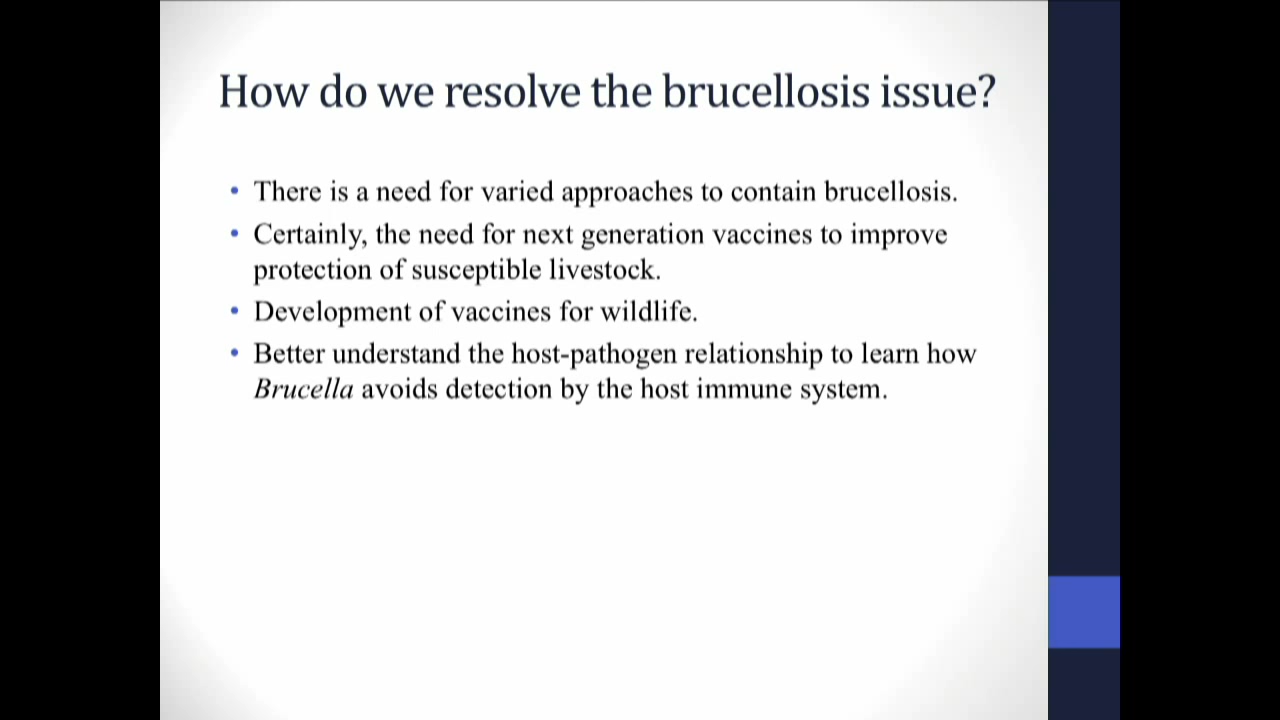 How do we resolve the brucellosis issue?
• There is a need for varied approaches to contain brucellosis.
• Certainly, the need for next generation vaccines to improve
protection of susceptible livestock.
• Development of vaccines for wildlife.
• Better understand the host-pathogen relationship to learn how
Brucella avoids detection by the host immune system.